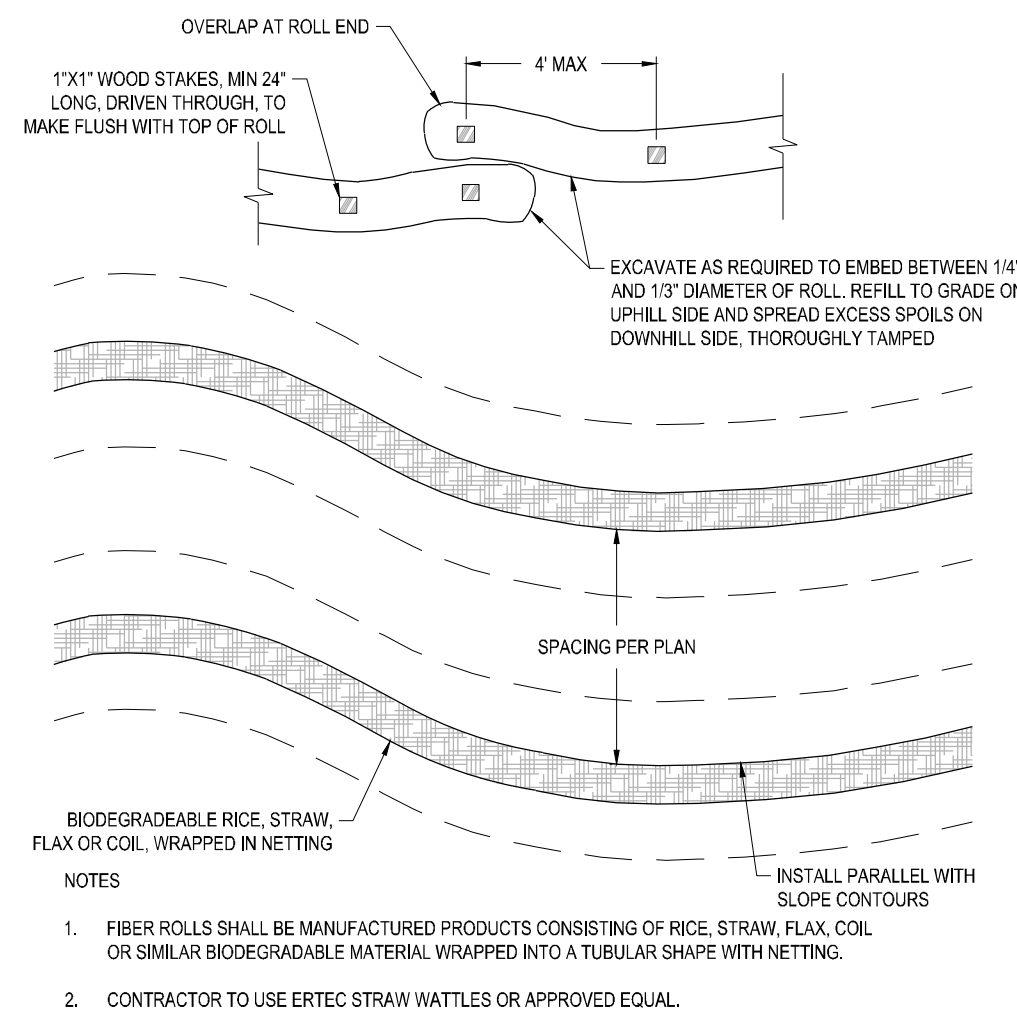 OVERLAP AT ROLL END
4' MAX
1"X1" WOOD STAKES, MIN 24"
LONG, DRIVEN THROUGH, TO
MAKE FLUSH WITH TOP OF ROLL
EXCAVATE AS REQUIRED TO EMBED BETWEEN 1/4"
AND 1/3" DIAMETER OF ROLL. REFILL TO GRADE ON
UPHILL SIDE AND SPREAD EXCESS SPOILS ON
DOWNHILL SIDE, THOROUGHLY TAMPED
SPACING PER PLAN
BIODEGRADEABLE RICE, STRAW,
FLAX OR COIL, WRAPPED IN NETTING
INSTALL PARALLEL WITH
SLOPE CONTOURS
NOTES
1. FIBER ROLLS SHALL BE MANUFACTURED PRODUCTS CONSISTING OF RICE, STRAW, FLAX, COIL
OR SIMILAR BIODEGRADABLE MATERIAL WRAPPED INTO A TUBULAR SHAPE WITH NETTING.
2. CONTRACTOR TO USE ERTEC STRAW WATTLES OR APPROVED EQUAL.